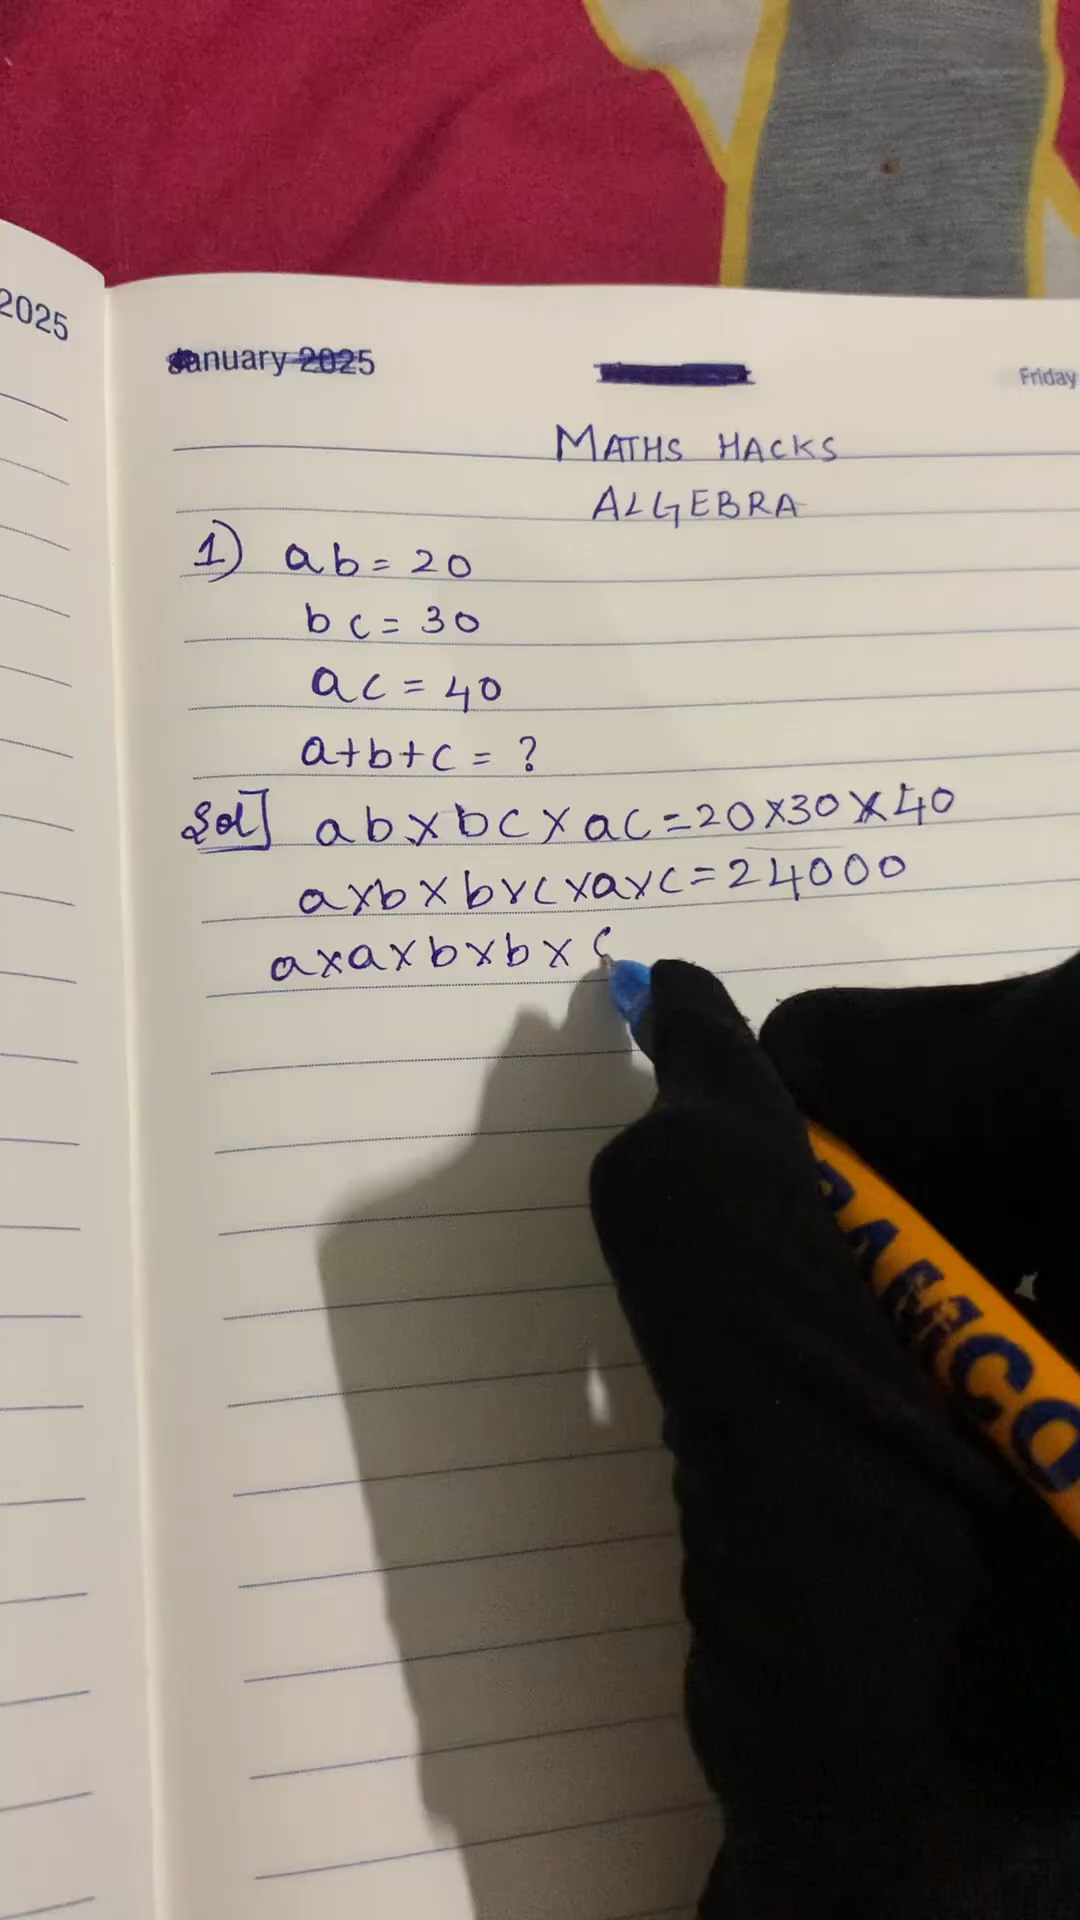 2025
January 2025
Friday
MATHS HACKS
ALGEBRA
1) ab = 20
bc = 30
ac = 40
a+b+c = ?
Sol] ab×bc×ac=20×30×40
a×b×b×c×a×c=24000
a×a×b×b×c
CAMCO